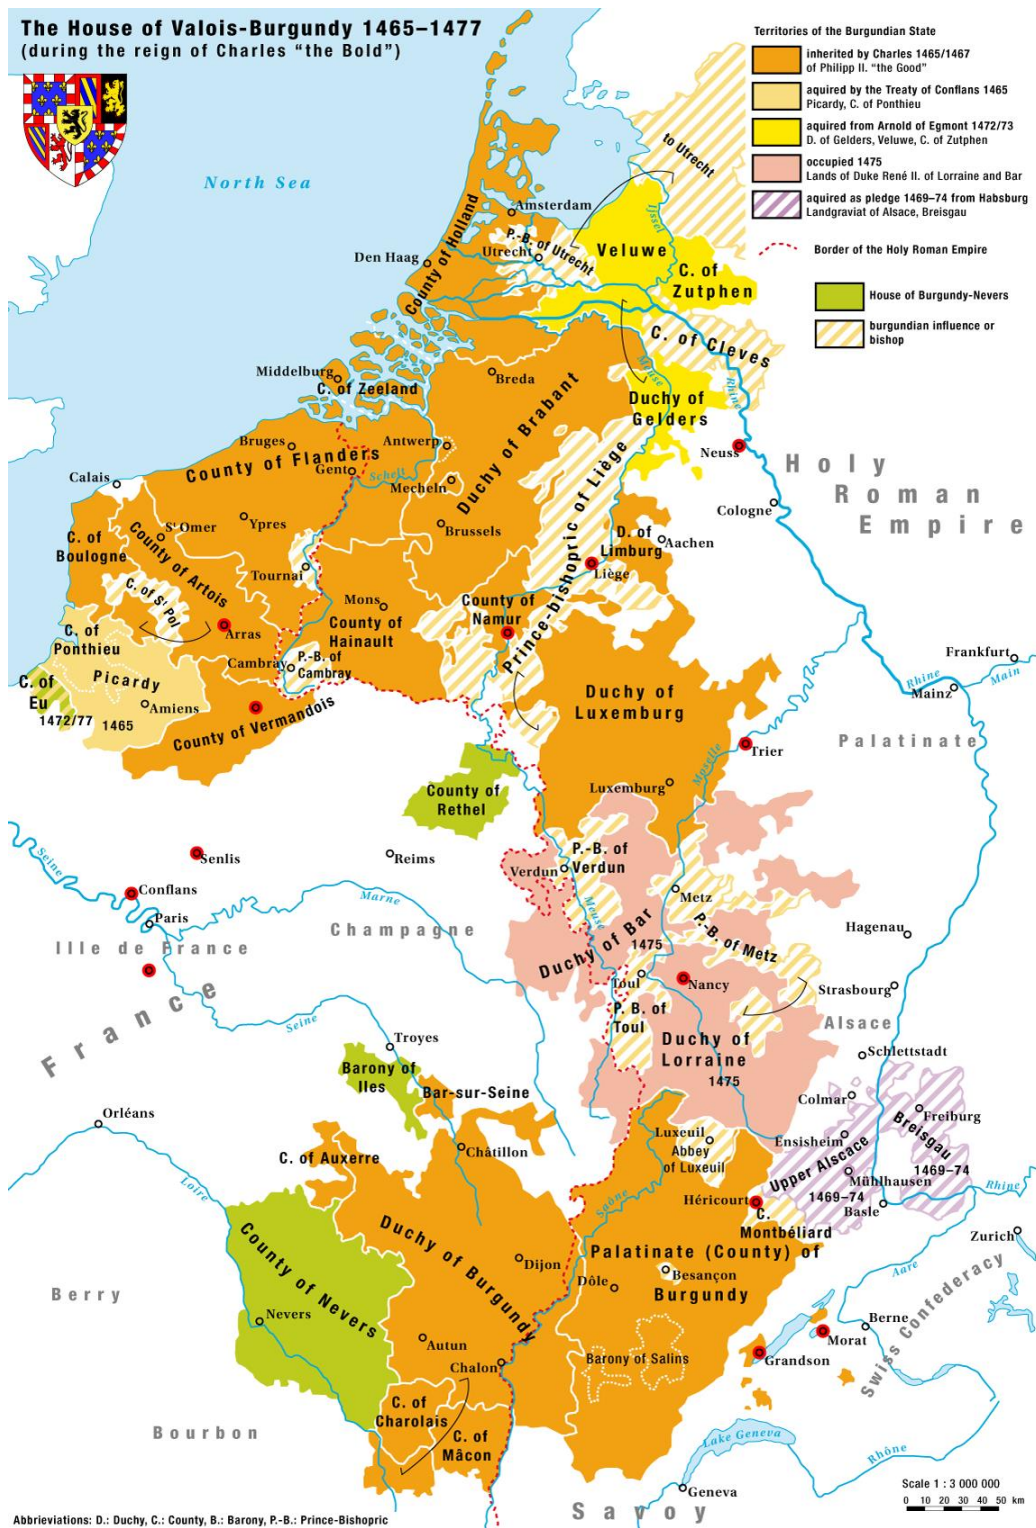 The House of Valois-Burgundy 1465–1477
(during the reign of Charles “the Bold”)
Territories of the Burgundian State
inherited by Charles 1465/1467
of Philipp II. “the Good”
aquired by the Treaty of Conflans 1465
Picardy, C. of Ponthieu
aquired from Arnold of Egmont 1472/73
D. of Gelders, Veluwe, C. of Zutphen
occupied 1475
Lands of Duke René II. of Lorraine and Bar
aquired as pledge 1469–74 from Habsburg
Landgraviat of Alsace, Breisgau
Border of the Holy Roman Empire
House of Burgundy-Nevers
burgundian influence or
bishop
North Sea
to Utrecht
Amsterdam
Ijssel
County of Holland
P.-B. of Utrecht
Utrecht
Veluwe
Den Haag
C. of
Zutphen
C. of Cleves
Middelburg
C. of Zeeland
Breda
Meuse
Rhine
Duchy of
Gelders
Duchy of Brabant
Bruges
County of Flanders
Antwerp
Neuss
Gent
Schelt
Mecheln
Calais
Holy
Roman
Empire
Cologne
St Omer
Ypres
Brussels
C. of
Boulogne
County of Artois
D. of
Limburg
Aachen
Prince-bishopric of Liège
Liège
Tournai
C. of St Pol
Mons
County of
Hainault
County of
Namur
Arras
C. of
Ponthieu
Cambray
P.-B. of
Cambray
Frankfurt
Main
Rhine
Mainz
Picardy
C. of
Eu
1472/77
1465
Amiens
County of Vermandois
Duchy of
Luxemburg
Palatinate
Trier
Moselle
Luxemburg
County of
Rethel
Senlis
Reims
Seine
P.-B. of
Verdun
Verdun
Conflans
Paris
Marne
Metz
Meuse
Ille de France
Champagne
Duchy of Bar
1475
P.-B. of Metz
Hagenau
Toul
Nancy
Strasbourg
France
Seine
P. B. of
Toul
Alsace
Duchy of
Lorraine
1475
Troyes
Schlettstadt
Barony of
Iles
Bar-sur-Seine
Colmar
Freiburg
Breisgau
1469–74
Orléans
Luxeuil
Abbey
of Luxeuil
Ensisheim
Upper Alscace
1469–74
Mühlhausen
Châtillon
C. of Auxerre
Loire
Saône
Héricourt
C.
Montbéliard
Basle
Rhine
Zurich
County of Nevers
Duchy of Burgundy
Palatinate (County) of
Burgundy
Dijon
Dôle
Besançon
Aare
Berry
Nevers
Autun
Berne
Morat
Swiss Confederacy
Chalon
Barony of Salins
Grandson
C. of
Charolais
C. of
Mâcon
Bourbon
Lake Geneva
Rhône
Geneva
Savoy
Scale 1 : 3 000 000
0 10 20 30 40 50 km
Abbreviations: D.: Duchy, C.: County, B.: Barony, P.-B.: Prince-Bishopric